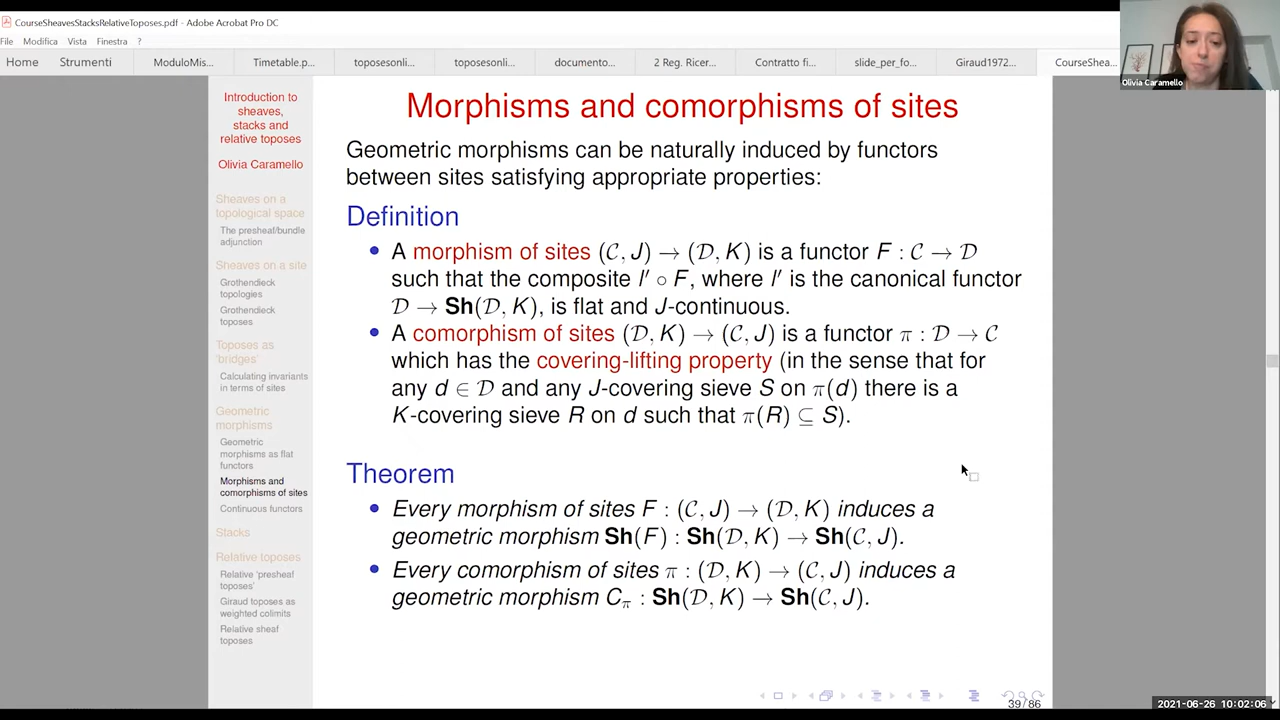 CourseSheavesStacksRelativeToposes.pdf - Adobe Acrobat Pro DC
File Modifica Vista Finestra ?
Home Strumenti ModuloMis... Timetable.p... toposesonli... toposesonli... documento... 2 Reg. Ricer... Contratto fi... slide_per_fo... Giraud1972... CourseShea...
Olivia Caramello
Introduction to
sheaves,
stacks and
relative toposes
Olivia Caramello
Sheaves on a
topological space
The presheaf/bundle
adjunction
Sheaves on a site
Grothendieck
topologies
Grothendieck
toposes
Toposes as
'bridges'
Calculating invariants
in terms of sites
Geometric
morphisms
Geometric
morphisms as flat
functors
Morphisms and
comorphisms of sites
Continuous functors
Stacks
Relative toposes
Relative 'presheaf
toposes'
Giraud toposes as
weighted colimits
Relative sheaf
toposes
Morphisms and comorphisms of sites
Geometric morphisms can be naturally induced by functors
between sites satisfying appropriate properties:
Definition
• A morphism of sites (C, J) → (D, K) is a functor F : C → D
such that the composite l′ ∘ F, where l′ is the canonical functor
D → Sh(D, K), is flat and J-continuous.
• A comorphism of sites (D, K) → (C, J) is a functor π : D → C
which has the covering-lifting property (in the sense that for
any d ∈ D and any J-covering sieve S on π(d) there is a
K-covering sieve R on d such that π(R) ⊆ S).
Theorem
• Every morphism of sites F : (C, J) → (D, K) induces a
geometric morphism Sh(F) : Sh(D, K) → Sh(C, J).
• Every comorphism of sites π : (D, K) → (C, J) induces a
geometric morphism Cπ : Sh(D, K) → Sh(C, J).
39 / 86
2021-06-26 10:02:06